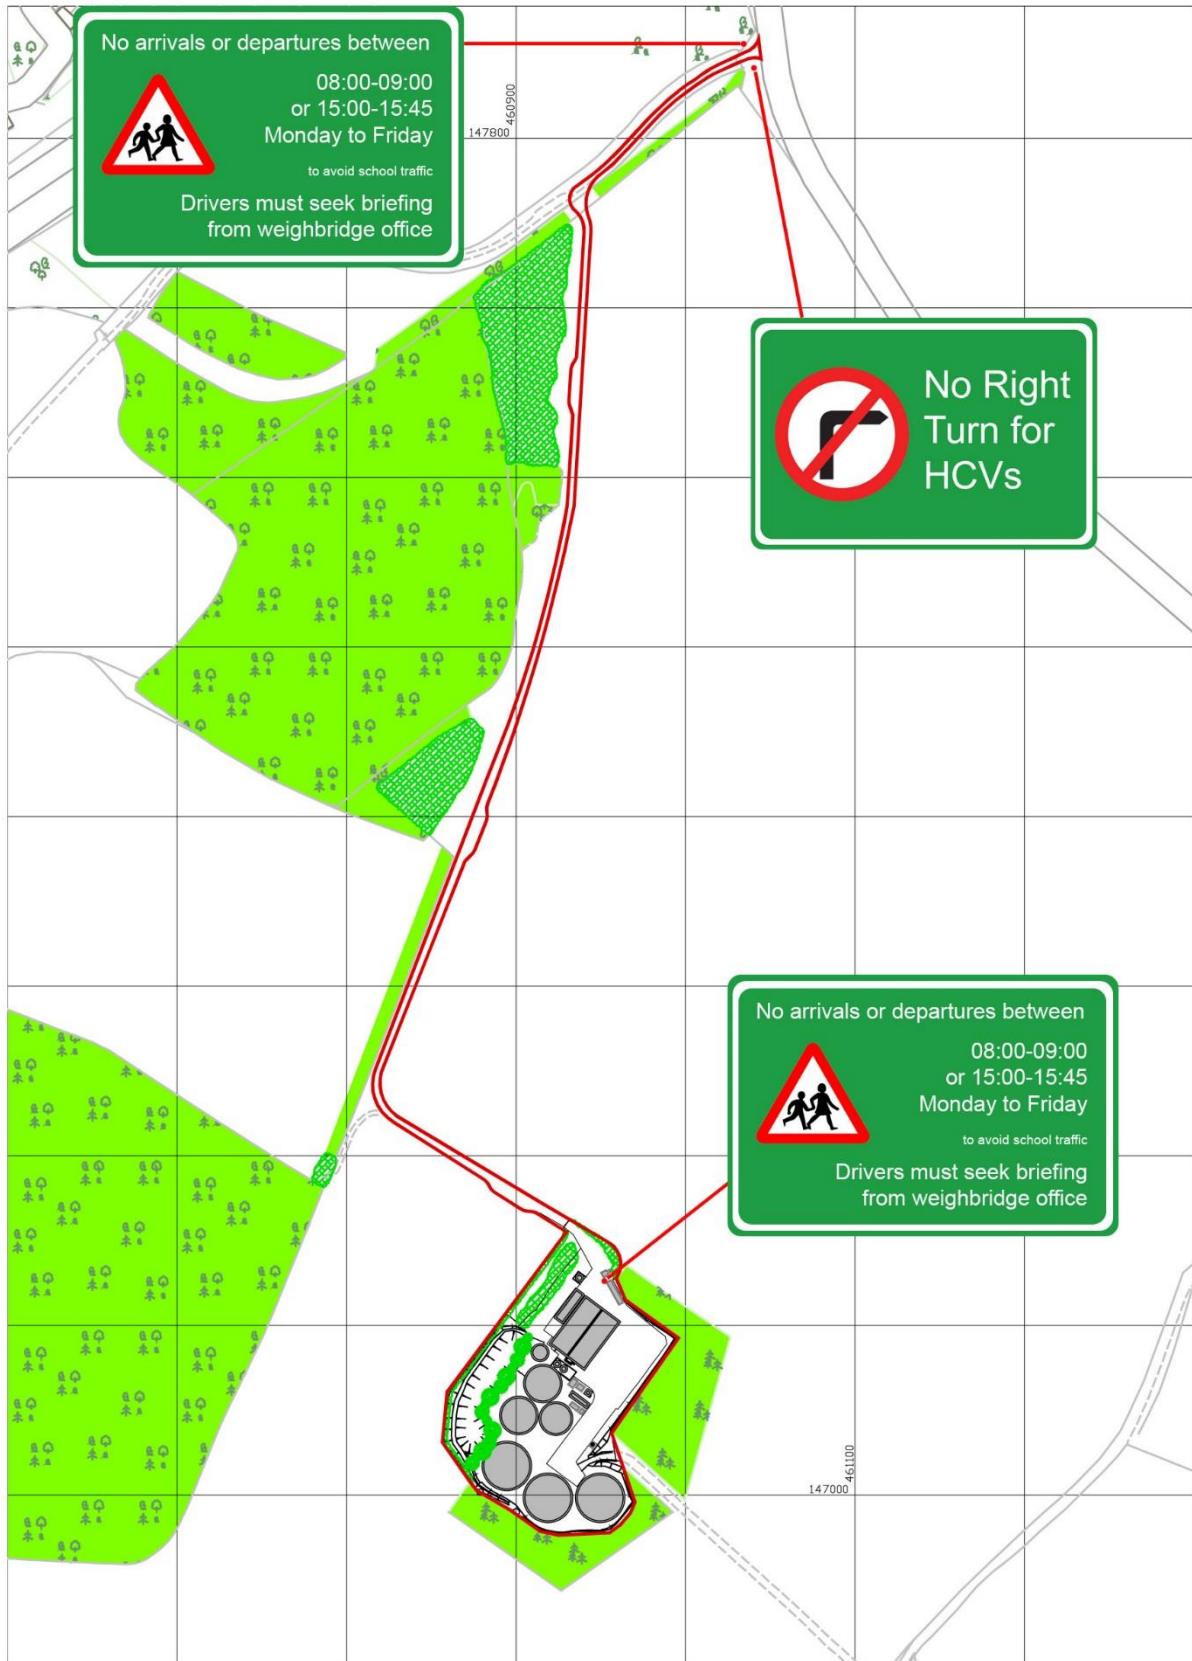 No arrivals or departures between
08:00-09:00
or 15:00-15:45
Monday to Friday
to avoid school traffic
Drivers must seek briefing
from weighbridge office
460900
147800
No Right
Turn for
HCVs
No arrivals or departures between
08:00-09:00
or 15:00-15:45
Monday to Friday
to avoid school traffic
Drivers must seek briefing
from weighbridge office
461100
147000